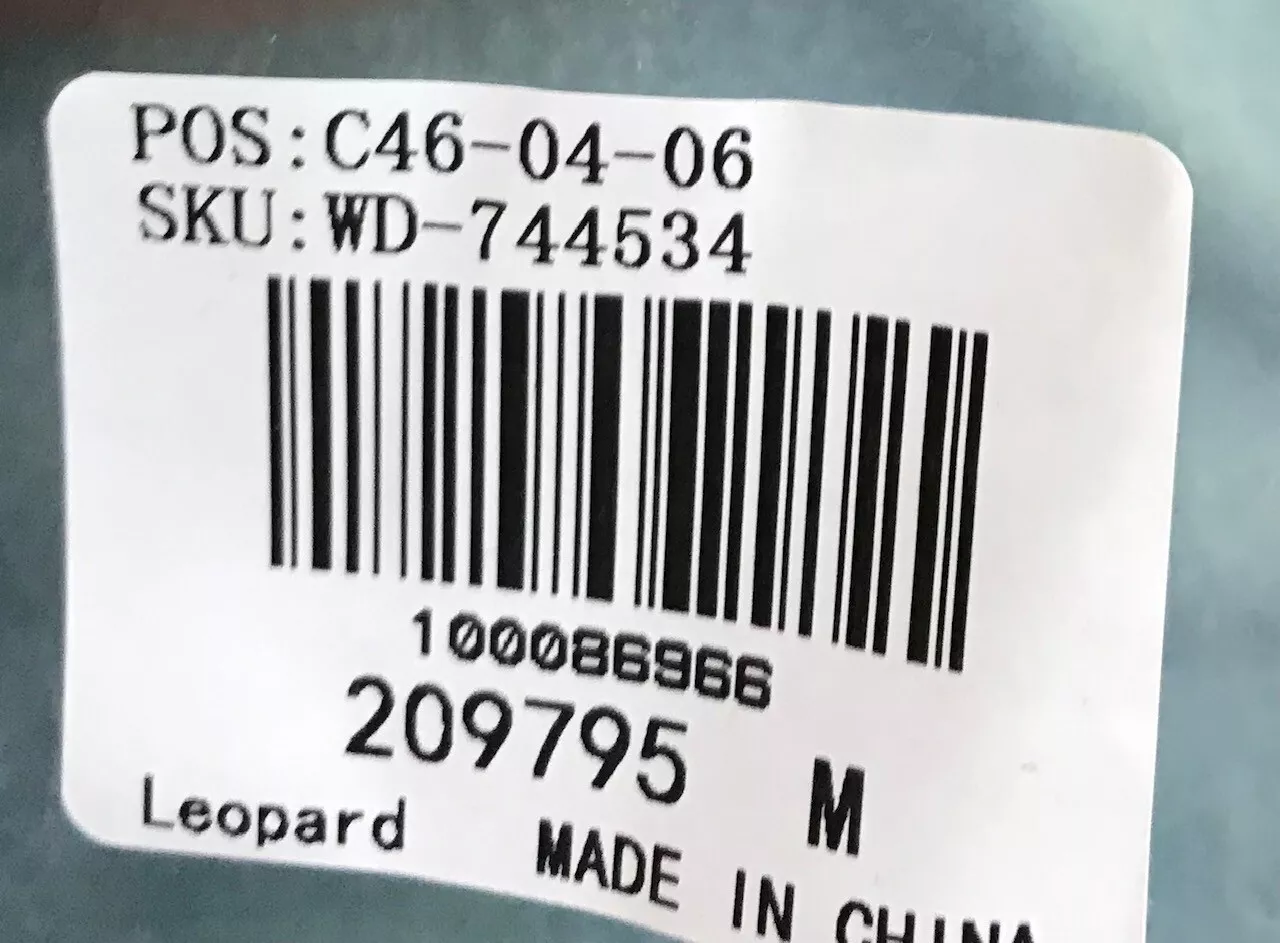 POS:C46-04-06
SKU:WD-744534
100086966
209795 M
Leopard MADE IN CHINA